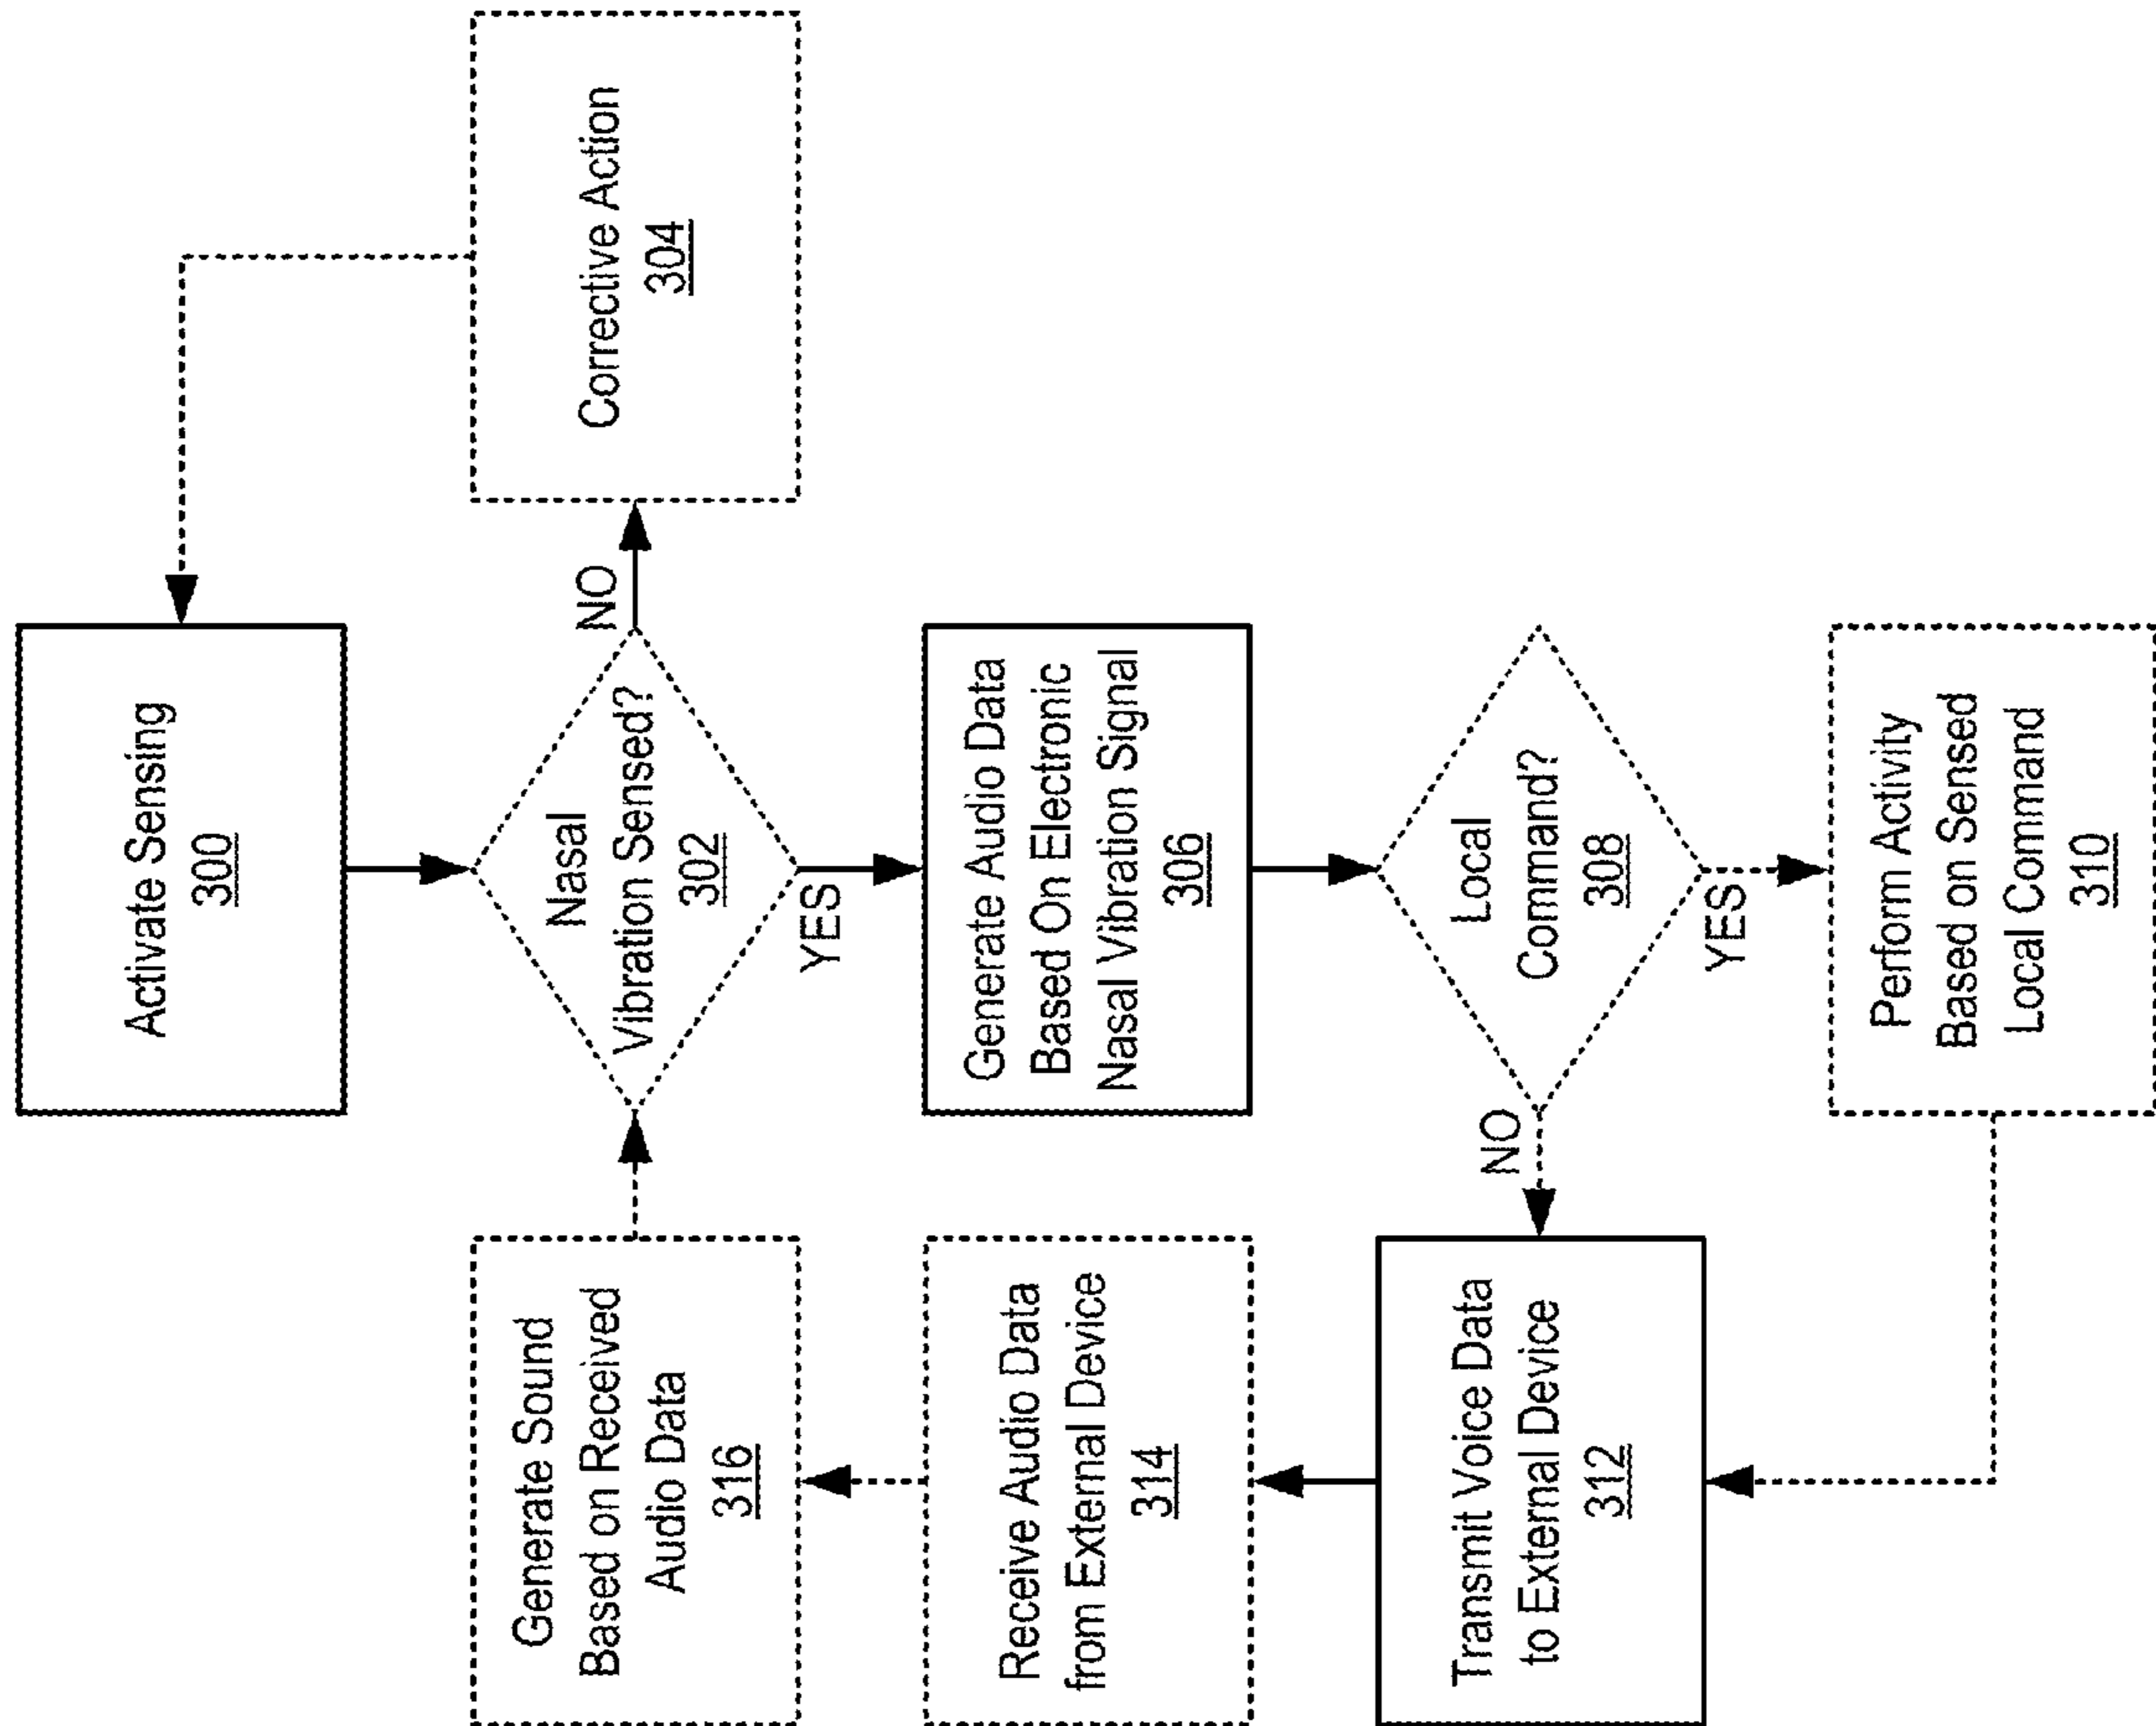 Activate Sensing
300
Nasal
Vibration Sensed?
302
NO
Corrective Action
304
YES
Generate Audio Data
Based On Electronic
Nasal Vibration Signal
306
Local
Command?
308
YES
Perform Activity
Based on Sensed
Local Command
310
NO
Transmit Voice Data
to External Device
312
Receive Audio Data
from External Device
314
Generate Sound
Based on Received
Audio Data
316